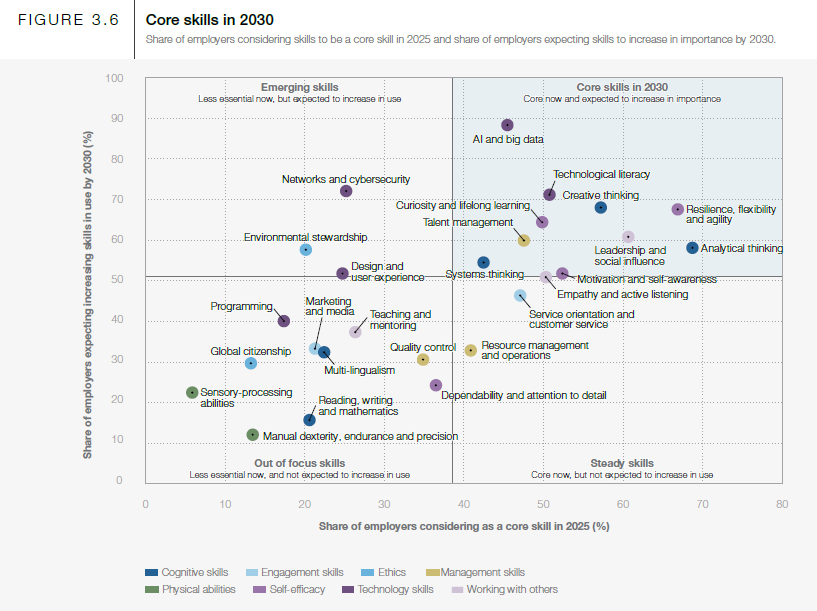 FIGURE 3.6
Core skills in 2030
Share of employers considering skills to be a core skill in 2025 and share of employers expecting skills to increase in importance by 2030.
Share of employers expecting increasing skills in use by 2030 (%)
100
90
80
70
60
50
40
30
20
10
0
Emerging skills
Less essential now, but expected to increase in use
Core skills in 2030
Core now and expected to increase in importance
AI and big data
Networks and cybersecurity
Technological literacy
Creative thinking
Curiosity and lifelong learning
Resilience, flexibility
and agility
Talent management
Environmental stewardship
Leadership and
social influence
Analytical thinking
Design and
user experience
Systems thinking
Motivation and self-awareness
Empathy and active listening
Programming
Marketing
and media
Teaching and
mentoring
Service orientation and
customer service
Global citizenship
Multi-lingualism
Quality control
Resource management
and operations
Sensory-processing
abilities
Reading, writing
and mathematics
Dependability and attention to detail
Manual dexterity, endurance and precision
Out of focus skills
Less essential now, and not expected to increase in use
Steady skills
Core now, but not expected to increase in use
0
10
20
30
40
50
60
70
80
Share of employers considering as a core skill in 2025 (%)
Cognitive skills
Engagement skills
Ethics
Management skills
Physical abilities
Self-efficacy
Technology skills
Working with others